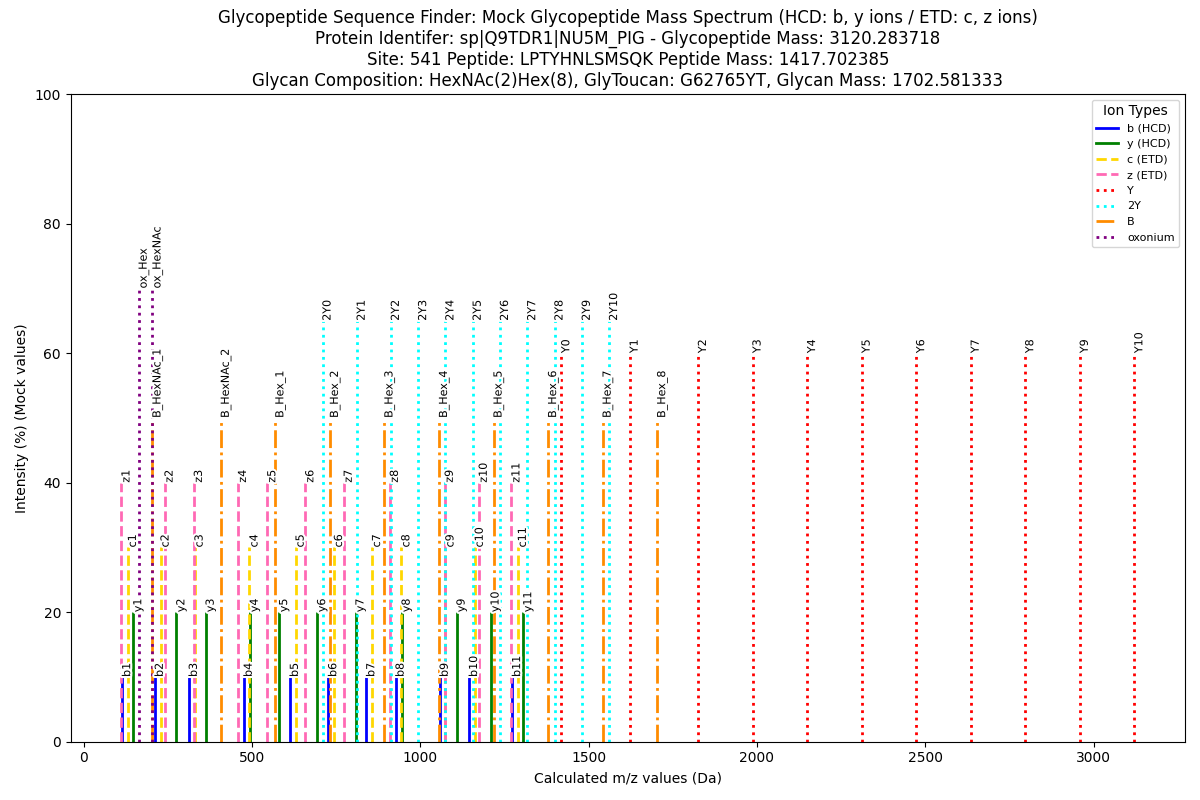 Glycopeptide Sequence Finder: Mock Glycopeptide Mass Spectrum (HCD: b, y ions / ETD: c, z ions)
Protein Identifer: sp|Q9TDR1|NU5M_PIG - Glycopeptide Mass: 3120.283718
Site: 541 Peptide: LPTYHNLSMSQK Peptide Mass: 1417.702385
Glycan Composition: HexNAc(2)Hex(8), GlyToucan: G62765YT, Glycan Mass: 1702.581333
Intensity (%) (Mock values)
100
80
60
40
20
0
Ion Types
b (HCD)
y (HCD)
c (ETD)
z (ETD)
Y
2Y
B
oxonium
ox_Hex
ox_HexNAc
2Y0
2Y1
2Y2
2Y3
2Y4
2Y5
2Y6
2Y7
2Y8
2Y9
2Y10
Y0
Y1
Y2
Y3
Y4
Y5
Y6
Y7
Y8
Y9
Y10
B_HexNAc_1
B_HexNAc_2
B_Hex_1
B_Hex_2
B_Hex_3
B_Hex_4
B_Hex_5
B_Hex_6
B_Hex_7
B_Hex_8
z1
z2
z3
z4
z5
z6
z7
z8
z9
z10
z11
c1
c2
c3
c4
c5
c6
c7
c8
c9
c10
c11
y1
y2
y3
y4
y5
y6
y7
y8
y9
y10
y11
b1
b2
b3
b4
b5
b6
b7
b8
b9
b10
b11
0
500
1000
1500
2000
2500
3000
Calculated m/z values (Da)